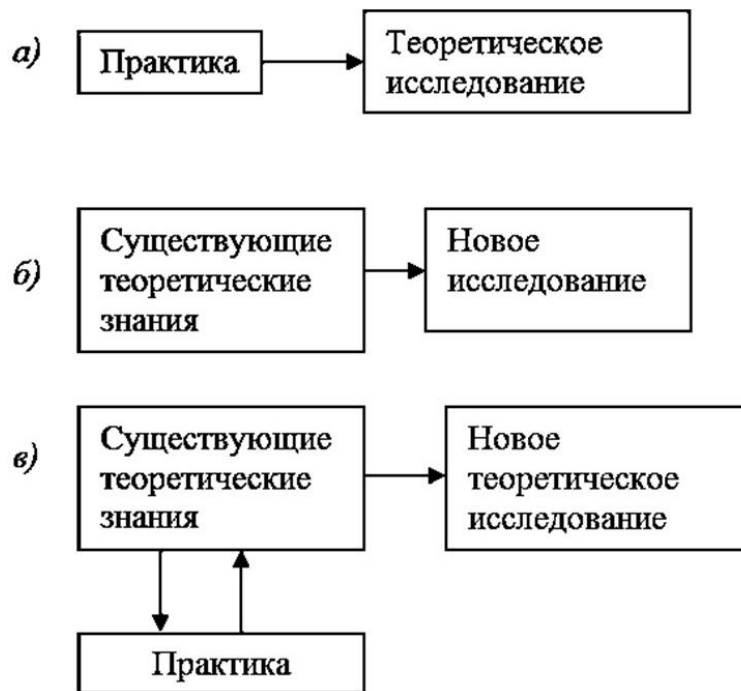 а)
Практика
Теоретическое
исследование
б)
Существующие
теоретические
знания
Новое
исследование
в)
Существующие
теоретические
знания
Новое
теоретическое
исследование
Практика